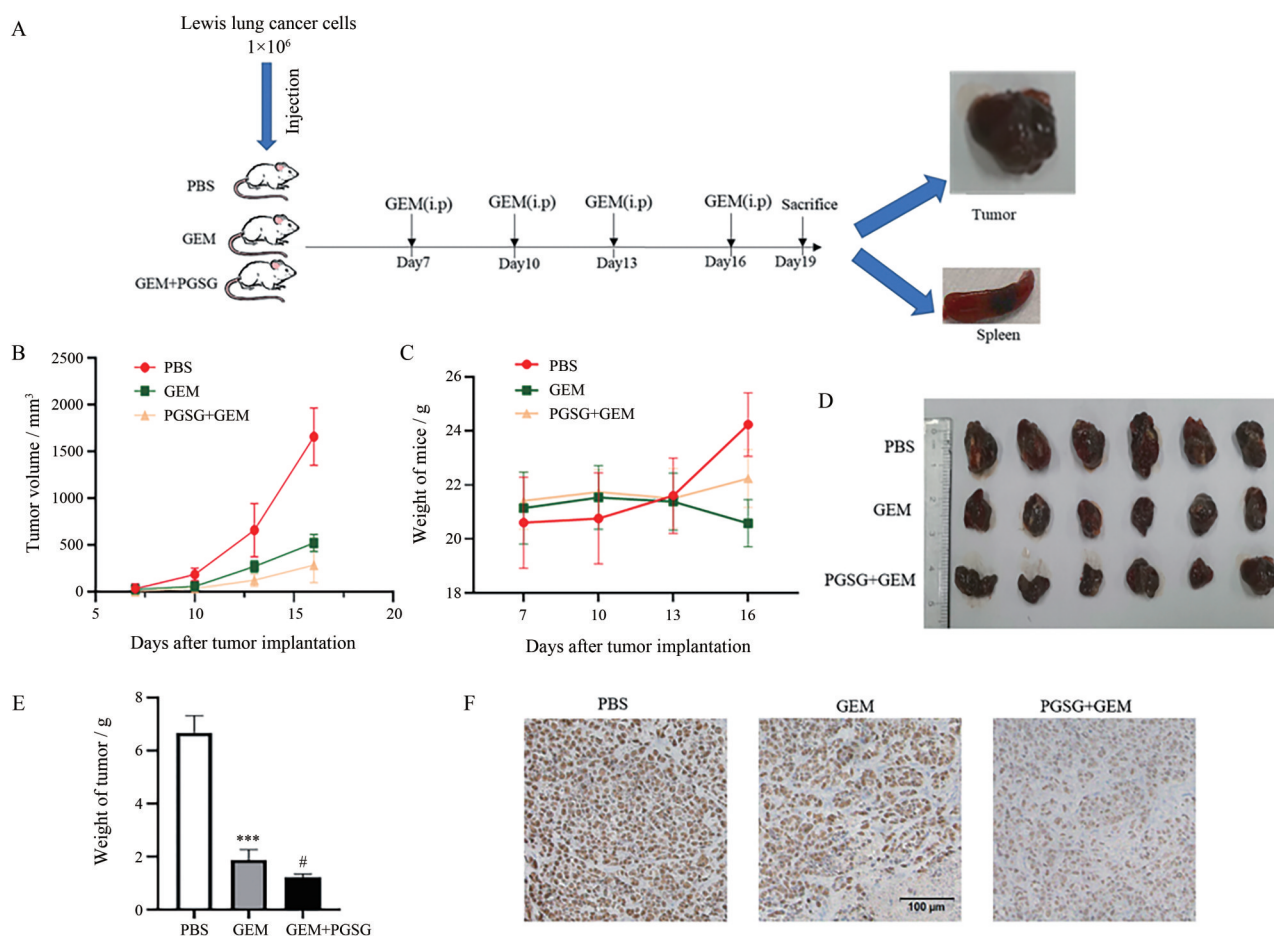 A
Lewis lung cancer cells
1×10⁶
Injection
PBS
GEM
GEM+PGSG
GEM(i.p) GEM(i.p) GEM(i.p) GEM(i.p) Sacrifice
Day7 Day10 Day13 Day16 Day19
Tumor
Spleen
B
Tumor volume / mm³
2500
2000
1500
1000
500
0
5 10 15 20
Days after tumor implantation
PBS
GEM
PGSG+GEM
C
Weight of mice / g
26
24
22
20
18
7 10 13 16
Days after tumor implantation
PBS
GEM
PGSG+GEM
D
PBS
GEM
PGSG+GEM
E
Weight of tumor / g
8
6
4
2
0
***
#
PBS GEM GEM+PGSG
F
PBS GEM PGSG+GEM
100 μm